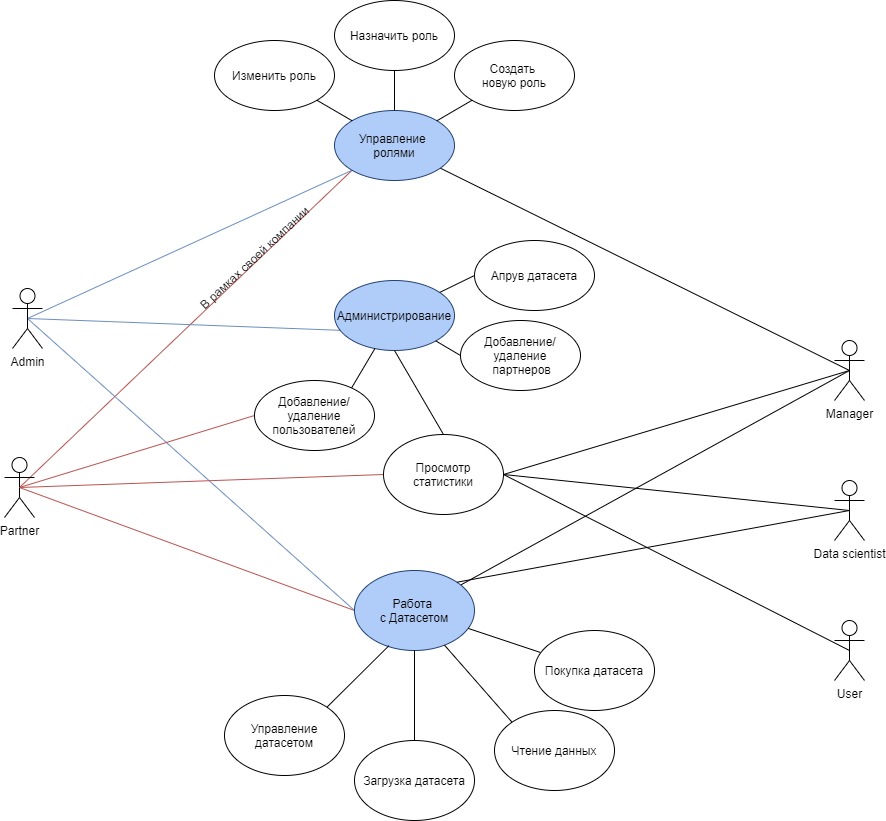 Назначить роль
Изменить роль
Создать
новую роль
Управление
ролями
В рамках своей компании
Апрув датасета
Администрирование
Admin
Добавление/
удаление
партнеров
Добавление/
удаление
пользователей
Manager
Просмотр
статистики
Partner
Data scientist
Работа
с Датасетом
Покупка датасета
User
Управление
датасетом
Чтение данных
Загрузка датасета